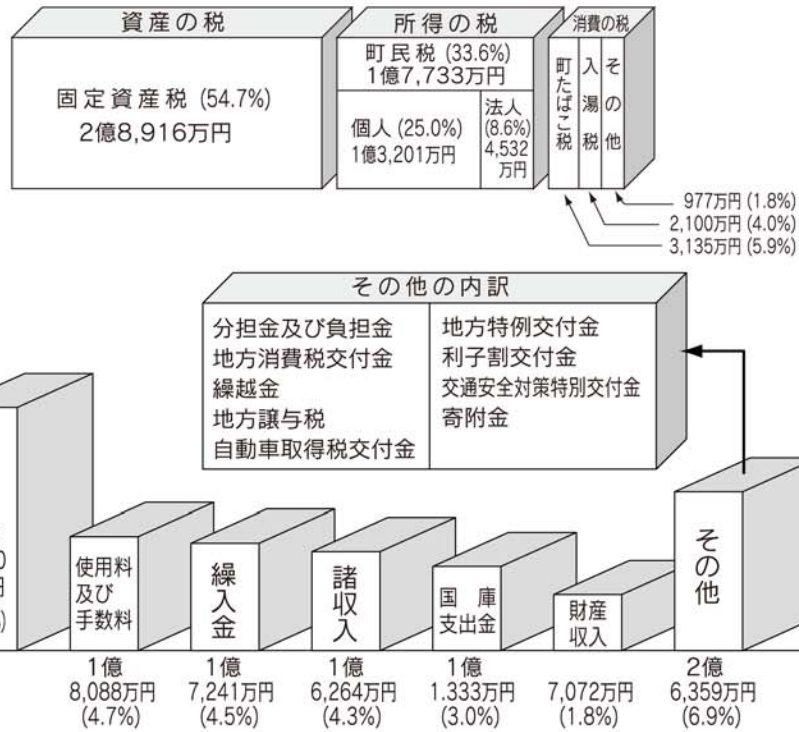 資産の税
固定資産税 (54.7%)
2億8,916万円
所得の税
町民税 (33.6%)
1億7,733万円
個人 (25.0%)
1億3,201万円
法人
(8.6%)
4,532
万円
消費の税
町たばこ税
入湯税
その他
977万円 (1.8%)
2,100万円 (4.0%)
3,135万円 (5.9%)
その他の内訳
分担金及び負担金
地方消費税交付金
繰越金
地方譲与税
自動車取得税交付金
地方特例交付金
利子割交付金
交通安全対策特別交付金
寄附金
使用料
及び
手数料
1億
8,088万円
(4.7%)
繰入金
1億
7,241万円
(4.5%)
諸収入
1億
6,264万円
(4.3%)
国庫
支出金
1億
1.333万円
(3.0%)
財産
収入
7,072万円
(1.8%)
その他
2億
6,359万円
(6.9%)